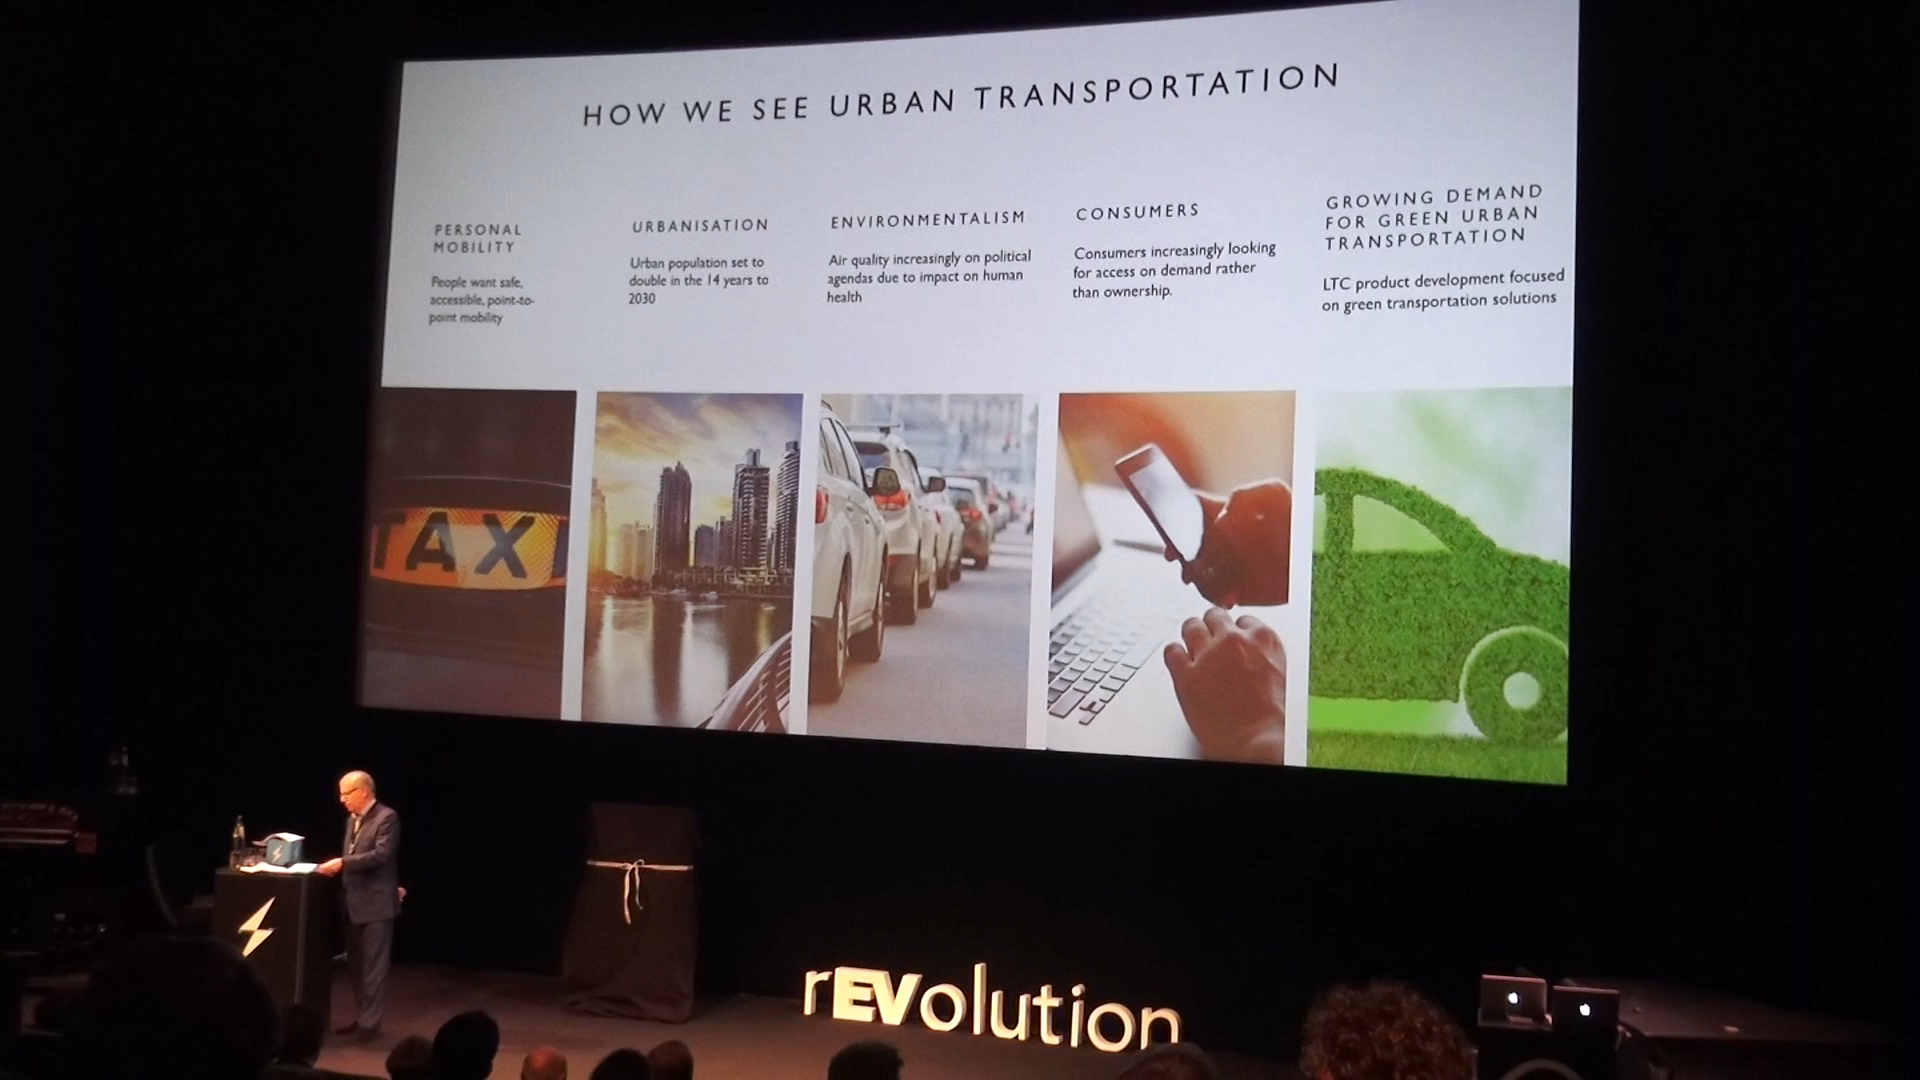 HOW WE SEE URBAN TRANSPORTATION
PERSONAL
MOBILITY
People want safe,
accessible, point-to-
point mobility
URBANISATION
Urban population set to
double in the 14 years to
2030
ENVIRONMENTALISM
Air quality increasingly on political
agendas due to impact on human
health
CONSUMERS
Consumers increasingly looking
for access on demand rather
than ownership.
GROWING DEMAND
FOR GREEN URBAN
TRANSPORTATION
LTC product development focused
on green transportation solutions
TAXI
rEVolution